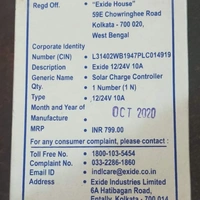 Regd Off. : "Exide House"
59E Chowringhee Road
Kolkata - 700 020,
West Bengal
Corporate Identity
Number (CIN) : L31402WB1947PLC014919
Description : Exide 12/24V 10A
Generic Name : Solar Charge Controller
Qty. : 1 Number (1 N)
Type : 12/24V 10A
Month and Year of
Manufacture : OCT 2020
MRP : INR 799.00
For any consumer complaint, please contact :
Toll Free No. : 1800-103-5454
Complaint No. : 033-2286-1860
Email id : indlcare@exide.co.in
Address : Exide Industries Limited
6A Hatibagan Road,
Entally, Kolkata - 700 014